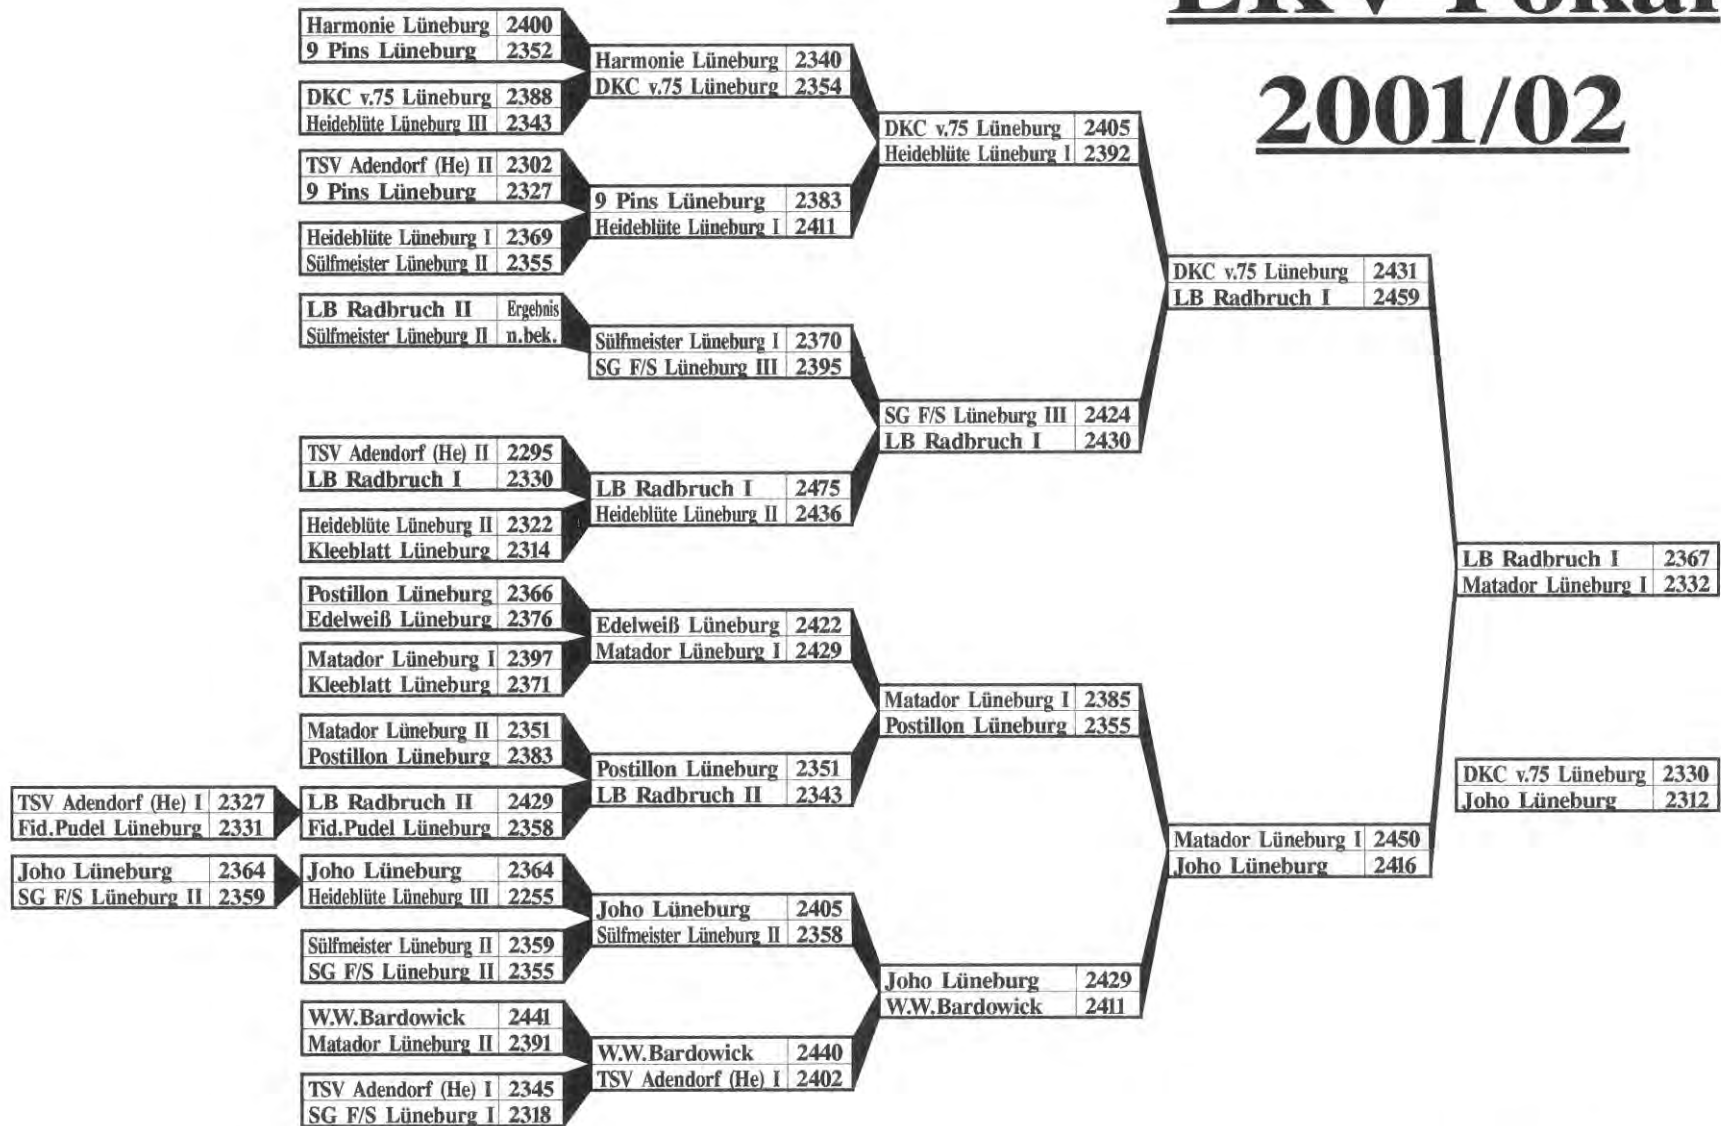 LKV Pokal
2001/02
Harmonie Lüneburg 2400
9 Pins Lüneburg 2352
DKC v.75 Lüneburg 2388
Heideblüte Lüneburg III 2343
TSV Adendorf (He) II 2302
9 Pins Lüneburg 2327
Heideblüte Lüneburg I 2369
Sülfmeister Lüneburg II 2355
LB Radbruch II Ergebnis
Sülfmeister Lüneburg II n.bek.
TSV Adendorf (He) II 2295
LB Radbruch I 2330
Heideblüte Lüneburg II 2322
Kleeblatt Lüneburg 2314
Postillon Lüneburg 2366
Edelweiß Lüneburg 2376
Matador Lüneburg I 2397
Kleeblatt Lüneburg 2371
Matador Lüneburg II 2351
Postillon Lüneburg 2383
TSV Adendorf (He) I 2327
Fid.Pudel Lüneburg 2331
LB Radbruch II 2429
Fid.Pudel Lüneburg 2358
Joho Lüneburg 2364
SG F/S Lüneburg II 2359
Joho Lüneburg 2364
Heideblüte Lüneburg III 2255
Sülfmeister Lüneburg II 2359
SG F/S Lüneburg II 2355
W.W.Bardowick 2441
Matador Lüneburg II 2391
TSV Adendorf (He) I 2345
SG F/S Lüneburg I 2318
Harmonie Lüneburg 2340
DKC v.75 Lüneburg 2354
9 Pins Lüneburg 2383
Heideblüte Lüneburg I 2411
Sülfmeister Lüneburg I 2370
SG F/S Lüneburg III 2395
LB Radbruch I 2475
Heideblüte Lüneburg II 2436
Edelweiß Lüneburg 2422
Matador Lüneburg I 2429
Postillon Lüneburg 2351
LB Radbruch II 2343
Joho Lüneburg 2405
Sülfmeister Lüneburg II 2358
W.W.Bardowick 2440
TSV Adendorf (He) I 2402
DKC v.75 Lüneburg 2405
Heideblüte Lüneburg I 2392
SG F/S Lüneburg III 2424
LB Radbruch I 2430
Matador Lüneburg I 2385
Postillon Lüneburg 2355
Joho Lüneburg 2429
W.W.Bardowick 2411
DKC v.75 Lüneburg 2431
LB Radbruch I 2459
Matador Lüneburg I 2450
Joho Lüneburg 2416
LB Radbruch I 2367
Matador Lüneburg I 2332
DKC v.75 Lüneburg 2330
Joho Lüneburg 2312